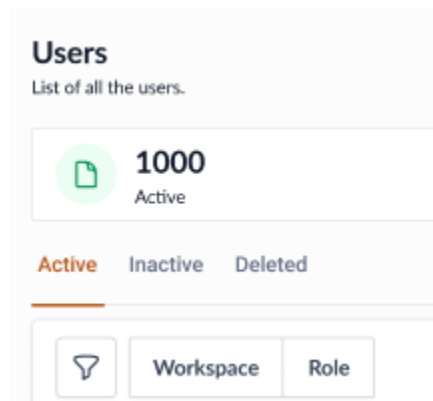 Users
List of all the users.
1000
Active
Active Inactive Deleted
Workspace Role